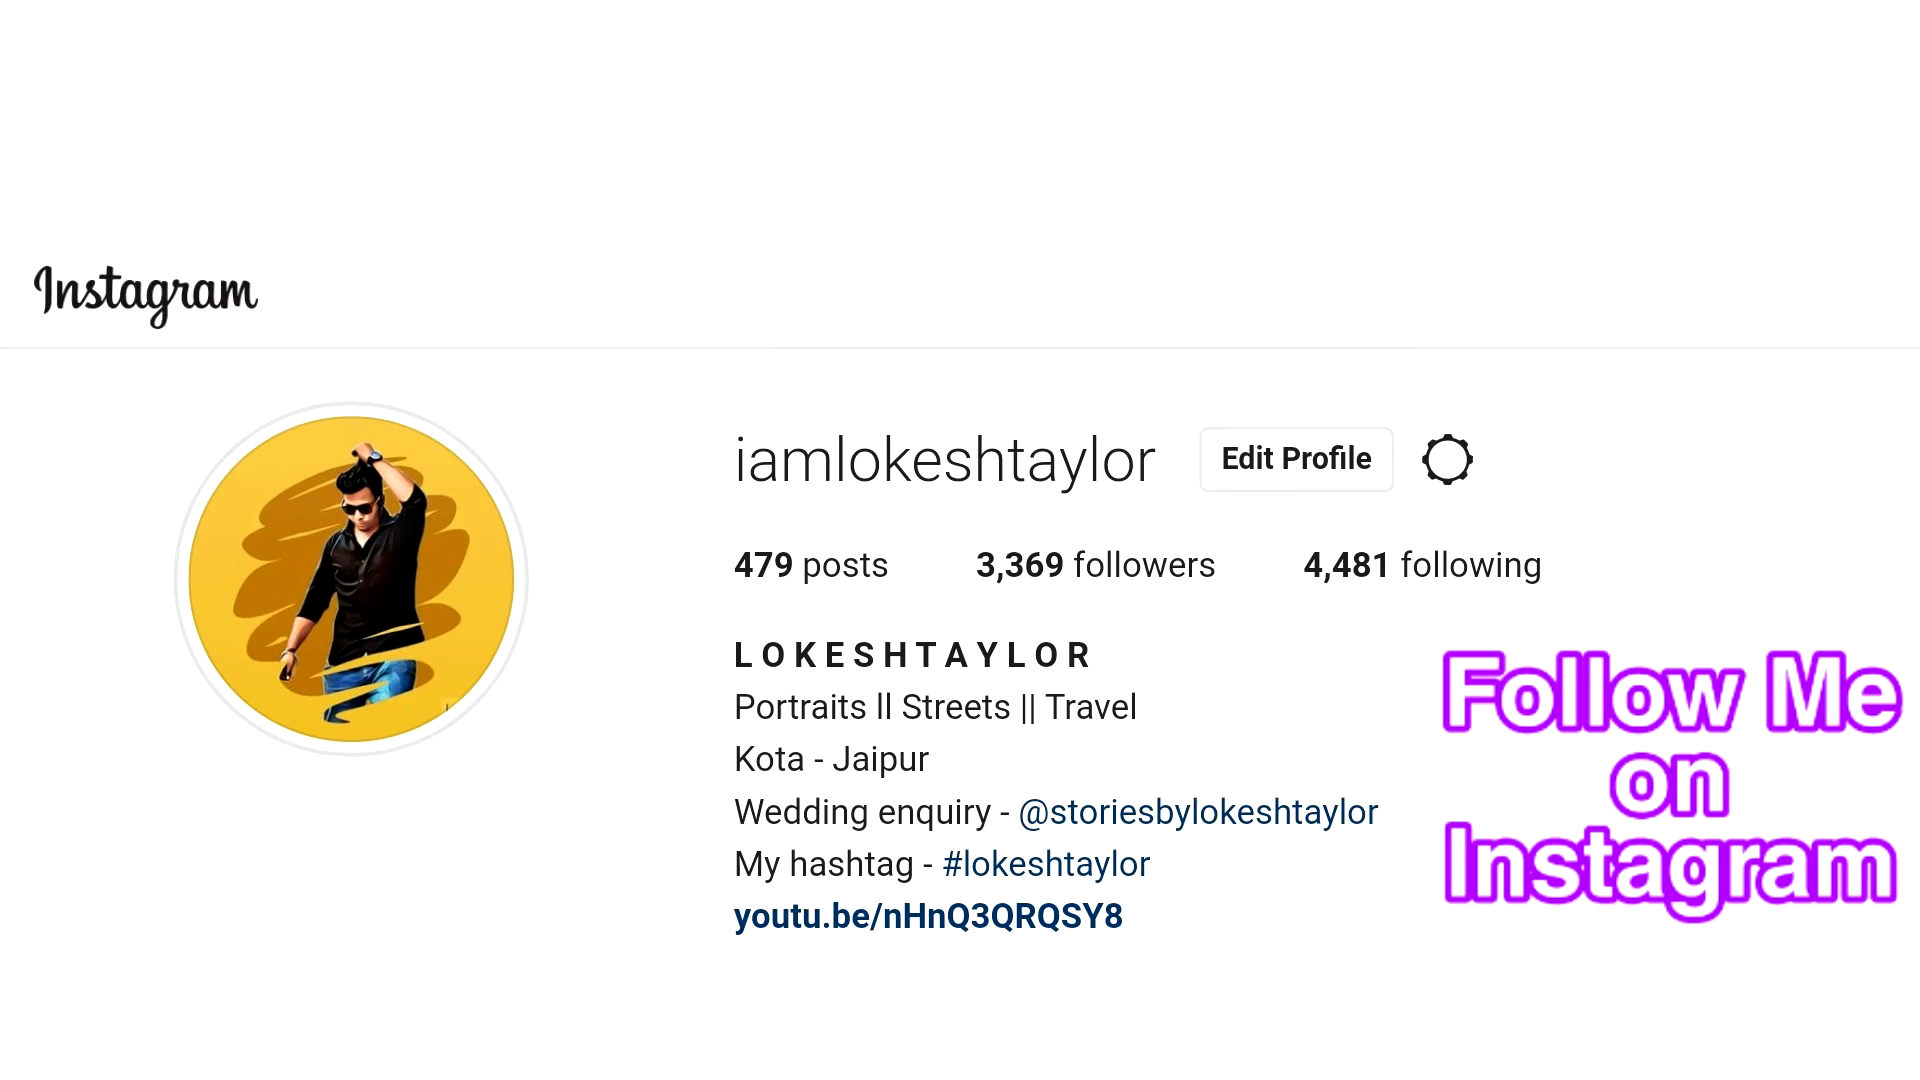 Instagram
iamlokeshtaylor Edit Profile
479 posts 3,369 followers 4,481 following
L O K E S H T A Y L O R
Portraits ll Streets || Travel
Kota - Jaipur
Wedding enquiry - @storiesbylokeshtaylor
My hashtag - #lokeshtaylor
youtu.be/nHnQ3QRQSY8
Follow Me
on
Instagram